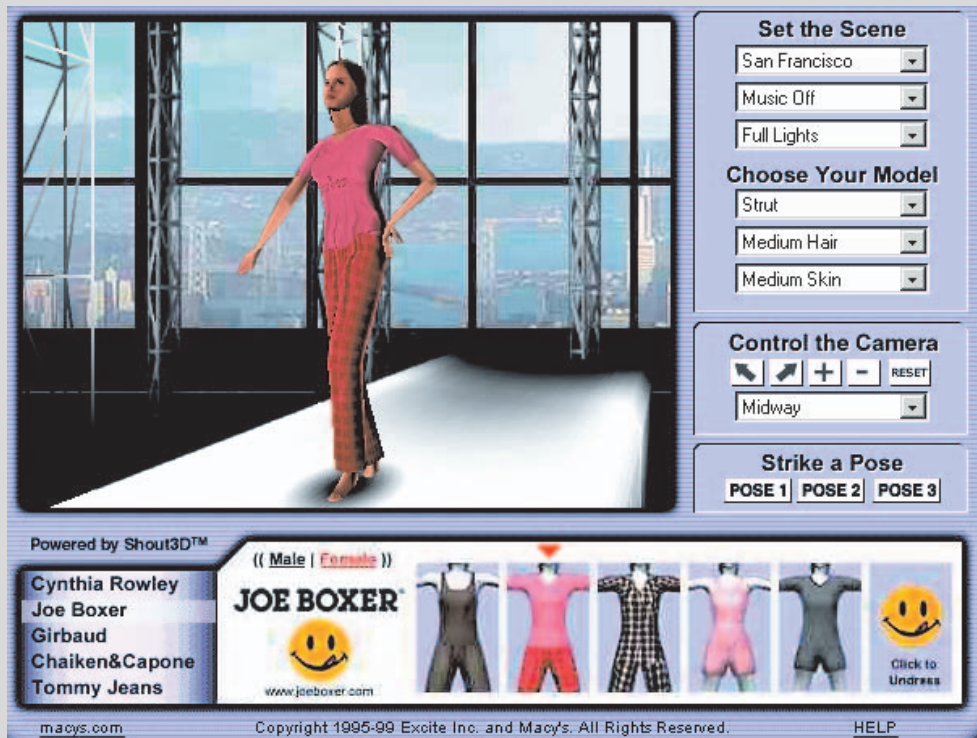 Set the Scene
San Francisco
Music Off
Full Lights
Choose Your Model
Strut
Medium Hair
Medium Skin
Control the Camera
RESET
Midway
Strike a Pose
POSE 1 POSE 2 POSE 3
Powered by Shout3D™
Cynthia Rowley
Joe Boxer
Girbaud
Chaiken&Capone
Tommy Jeans
(( Male | Female ))
JOE BOXER®
www.joeboxer.com
Click to
Undress
macys.com
Copyright 1995-99 Excite Inc. and Macy's. All Rights Reserved.
HELP